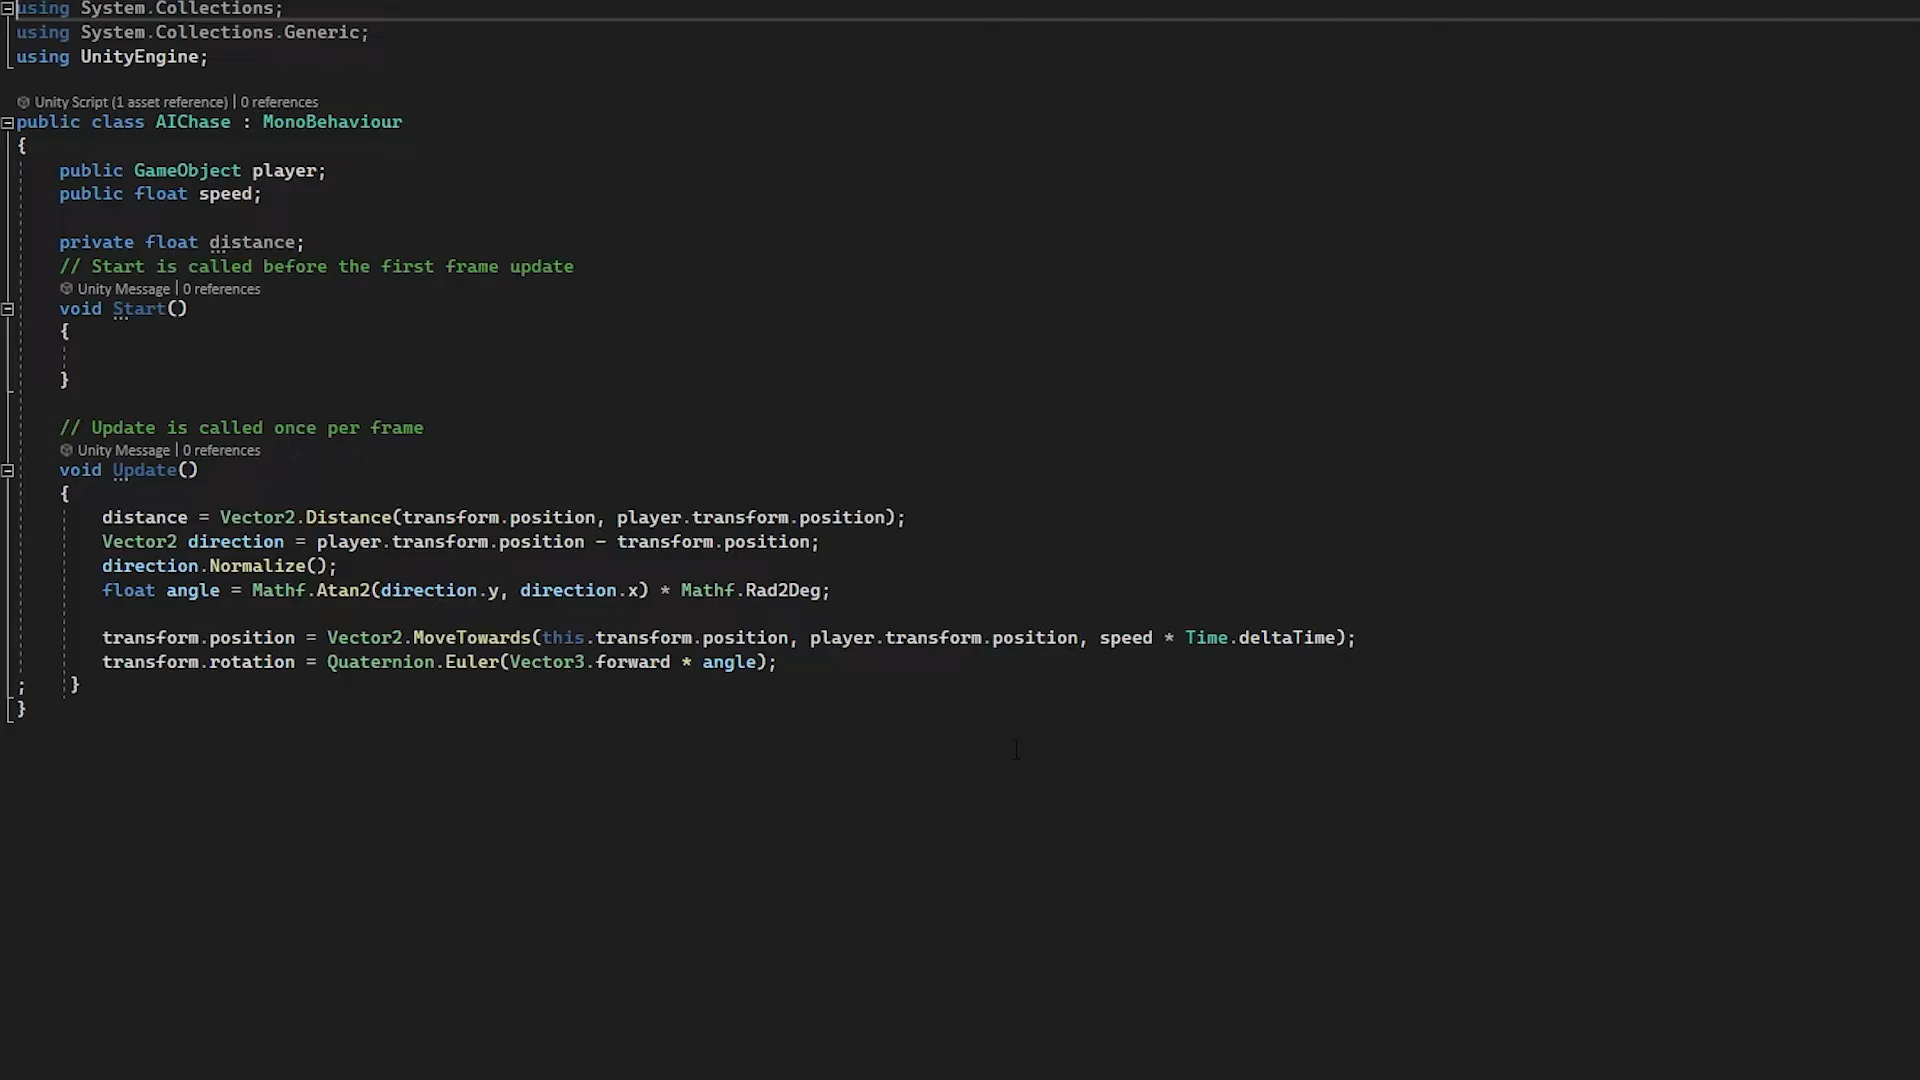 using System.Collections;
using System.Collections.Generic;
using UnityEngine;
Unity Script (1 asset reference) | 0 references
public class AIChase : MonoBehaviour
{
public GameObject player;
public float speed;
private float distance;
// Start is called before the first frame update
Unity Message | 0 references
void Start()
{
}
// Update is called once per frame
Unity Message | 0 references
void Update()
{
distance = Vector2.Distance(transform.position, player.transform.position);
Vector2 direction = player.transform.position - transform.position;
direction.Normalize();
float angle = Mathf.Atan2(direction.y, direction.x) * Mathf.Rad2Deg;
transform.position = Vector2.MoveTowards(this.transform.position, player.transform.position, speed * Time.deltaTime);
transform.rotation = Quaternion.Euler(Vector3.forward * angle);
; }
}